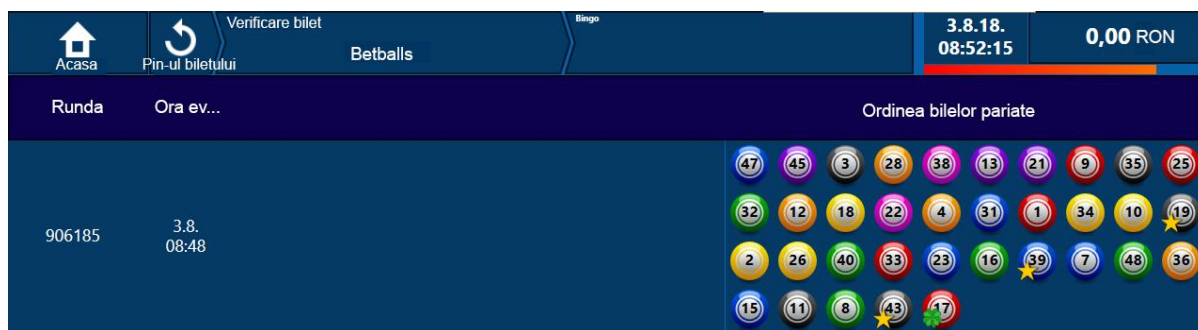 Acasa
Pin-ul biletului
Verificare bilet
Betballs
Bingo
3.8.18.
08:52:15
0,00 RON
Runda Ora ev... Ordinea bilelor pariate
906185
3.8.
08:48
47 45 3 28 38 13 21 9 35 25
32 12 18 22 4 31 1 34 10 19
2 26 40 33 23 16 39 7 48 36
15 11 8 43 17